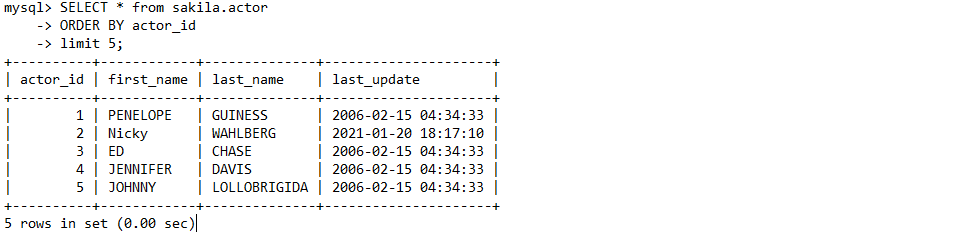 mysql> SELECT * from sakila.actor
    -> ORDER BY actor_id
    -> limit 5;
+----------+------------+--------------+---------------------+
| actor_id | first_name | last_name    | last_update         |
+----------+------------+--------------+---------------------+
|        1 | PENELOPE   | GUINESS      | 2006-02-15 04:34:33 |
|        2 | Nicky      | WAHLBERG     | 2021-01-20 18:17:10 |
|        3 | ED         | CHASE        | 2006-02-15 04:34:33 |
|        4 | JENNIFER   | DAVIS        | 2006-02-15 04:34:33 |
|        5 | JOHNNY     | LOLLOBRIGIDA | 2006-02-15 04:34:33 |
+----------+------------+--------------+---------------------+
5 rows in set (0.00 sec)